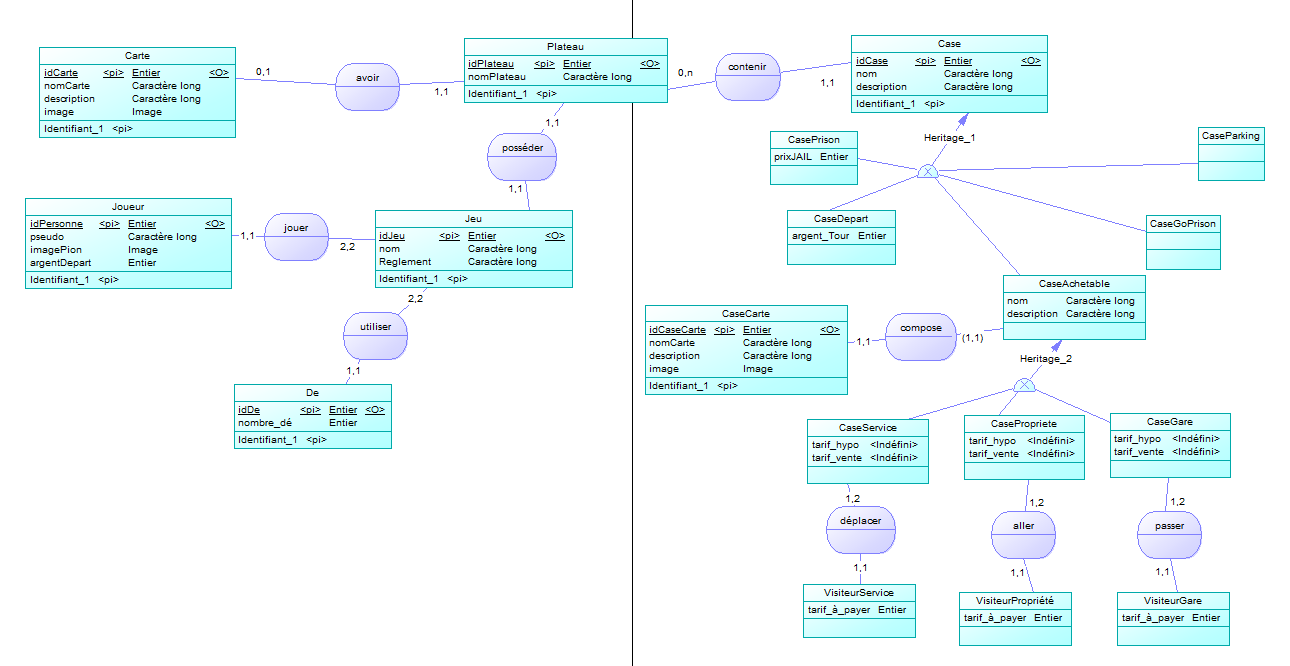 Carte
idCarte <pi> Entier <O>
nomCarte Caractère long
description Caractère long
image Image
Identifiant_1 <pi>
0,1
avoir
1,1
Plateau
idPlateau <pi> Entier <O>
nomPlateau Caractère long
Identifiant_1 <pi>
0,n
contenir
1,1
Case
idCase <pi> Entier <O>
nom Caractère long
description Caractère long
Identifiant_1 <pi>
1,1
posséder
1,1
Heritage_1
CasePrison
prixJAIL Entier
CaseParking
CaseDepart
argent_Tour Entier
CaseGoPrison
Joueur
idPersonne <pi> Entier <O>
pseudo Caractère long
imagePion Image
argentDepart Entier
Identifiant_1 <pi>
1,1
jouer
2,2
Jeu
idJeu <pi> Entier <O>
nom Caractère long
Reglement Caractère long
Identifiant_1 <pi>
2,2
utiliser
1,1
De
idDe <pi> Entier <O>
nombre_dé Entier
Identifiant_1 <pi>
CaseAchetable
nom Caractère long
description Caractère long
CaseCarte
idCaseCarte <pi> Entier <O>
nomCarte Caractère long
description Caractère long
image Image
Identifiant_1 <pi>
1,1
compose
(1,1)
Heritage_2
CaseService
tarif_hypo <Indéfini>
tarif_vente <Indéfini>
CasePropriete
tarif_hypo <Indéfini>
tarif_vente <Indéfini>
CaseGare
tarif_hypo <Indéfini>
tarif_vente <Indéfini>
1,2
déplacer
1,1
1,2
aller
1,1
1,2
passer
1,1
VisiteurService
tarif_à_payer Entier
VisiteurPropriété
tarif_à_payer Entier
VisiteurGare
tarif_à_payer Entier